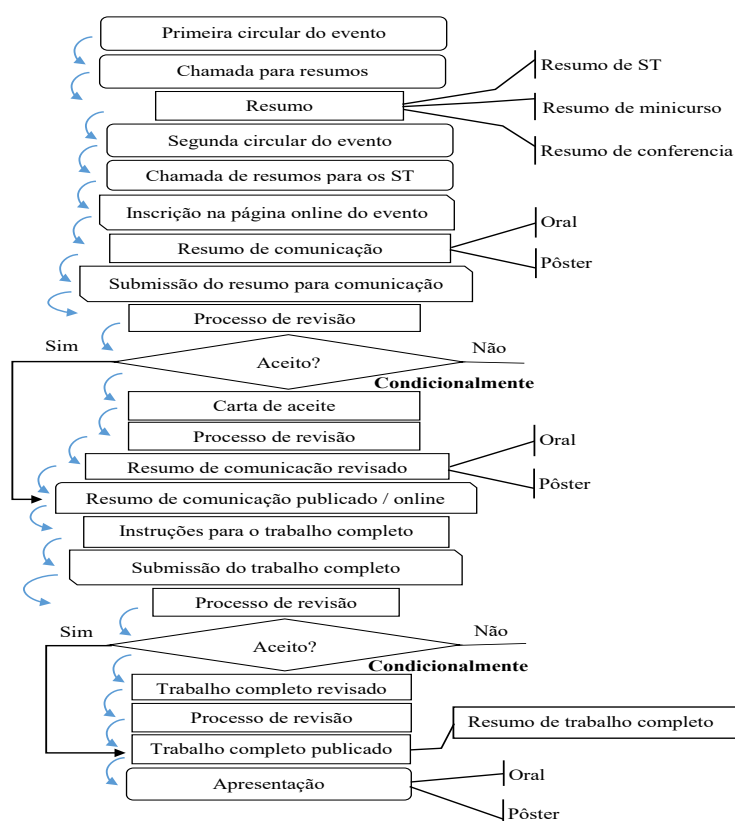 Primeira circular do evento
Chamada para resumos
Resumo de ST
Resumo
Resumo de minicurso
Segunda circular do evento
Resumo de conferencia
Chamada de resumos para os ST
Inscrição na página online do evento
Oral
Resumo de comunicação
Pôster
Submissão do resumo para comunicação
Processo de revisão
Sim
Não
Aceito?
Condicionalmente
Carta de aceite
Processo de revisão
Oral
Resumo de comunicacão revisado
Pôster
Resumo de comunicação publicado / online
Instruções para o trabalho completo
Submissão do trabalho completo
Processo de revisão
Sim
Não
Aceito?
Condicionalmente
Trabalho completo revisado
Processo de revisão
Resumo de trabalho completo
Trabalho completo publicado
Oral
Apresentação
Pôster